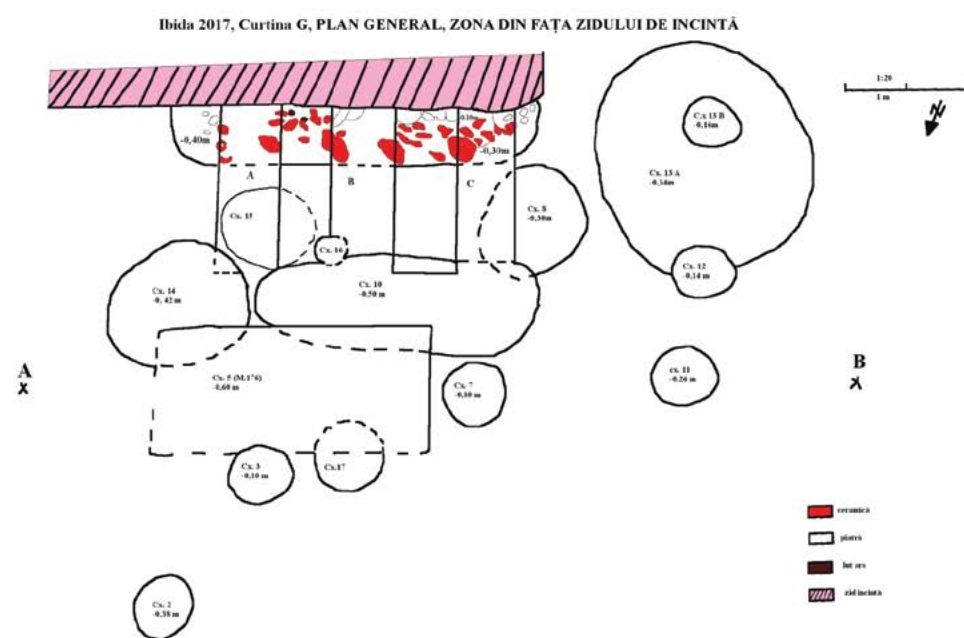 Ibida 2017, Curtina G, PLAN GENERAL, ZONA DIN FAȚA ZIDULUI DE INCINTĂ
1:20
1 m
N
Cx 13 B
-0,16m
-0,40m
-0,10m
-0,30m
A
B
C
Cx. 13 A
-0,34m
Cx. 15
Cx. 8
-0,30m
Cx. 16
Cx. 12
-0,14 m
Cx. 14
-0, 42 m
Cx. 10
-0,50 m
A
x
Cx. 5 (M.176)
-0,60 m
Cx. 7
-0,10 m
cx. 11
-0,26 m
B
x
Cx. 3
-0,10 m
Cx.17
ceramică
piatră
lut ars
zid incintă
Cx. 2
-0,38 m